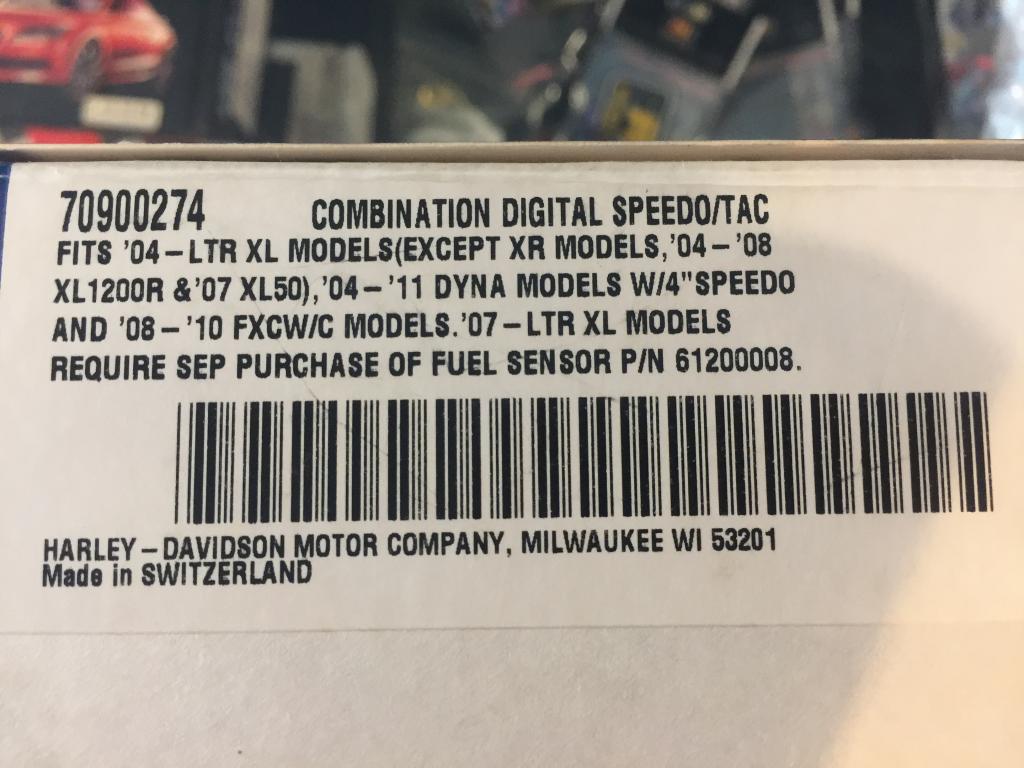 70900274 COMBINATION DIGITAL SPEEDO/TAC
FITS '04-LTR XL MODELS(EXCEPT XR MODELS,'04-'08
XL1200R &'07 XL50),'04-'11 DYNA MODELS W/4"SPEEDO
AND '08-'10 FXCW/C MODELS.'07-LTR XL MODELS
REQUIRE SEP PURCHASE OF FUEL SENSOR P/N 61200008.
HARLEY-DAVIDSON MOTOR COMPANY, MILWAUKEE WI 53201
Made in SWITZERLAND